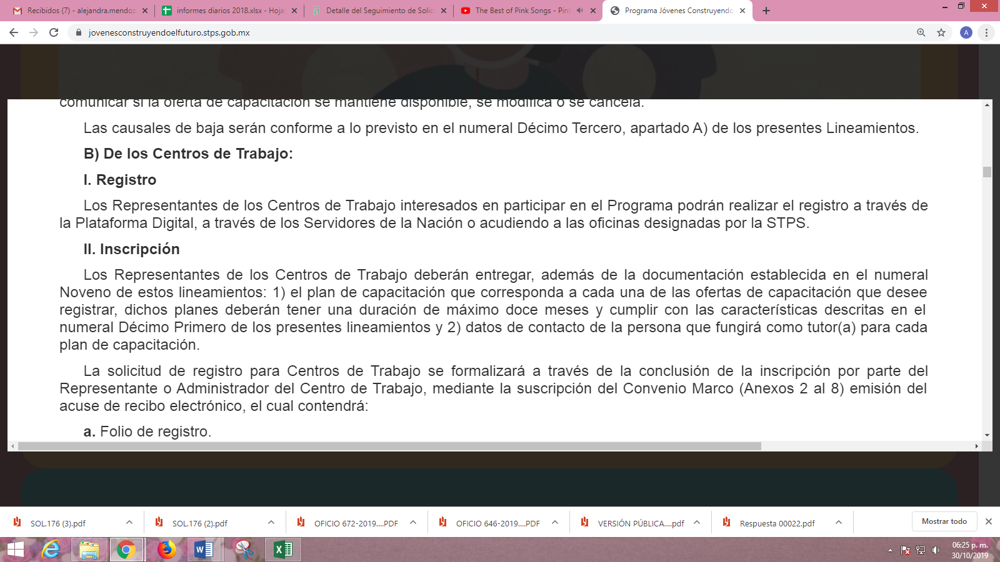 Recibidos (7) - alejandra.mendoz
informes diarios 2018.xlsx - Hoja
Detalle del Seguimiento de Solic
The Best of Pink Songs - Pin
Programa Jóvenes Construyendo
jovenesconstruyendoelfuturo.stps.gob.mx
A
comunicar si la oferta de capacitación se mantiene disponible, se modifica o se cancela.
Las causales de baja serán conforme a lo previsto en el numeral Décimo Tercero, apartado A) de los presentes Lineamientos.
B) De los Centros de Trabajo:
I. Registro
Los Representantes de los Centros de Trabajo interesados en participar en el Programa podrán realizar el registro a través de
la Plataforma Digital, a través de los Servidores de la Nación o acudiendo a las oficinas designadas por la STPS.
II. Inscripción
Los Representantes de los Centros de Trabajo deberán entregar, además de la documentación establecida en el numeral
Noveno de estos lineamientos: 1) el plan de capacitación que corresponda a cada una de las ofertas de capacitación que desee
registrar, dichos planes deberán tener una duración de máximo doce meses y cumplir con las características descritas en el
numeral Décimo Primero de los presentes lineamientos y 2) datos de contacto de la persona que fungirá como tutor(a) para cada
plan de capacitación.
La solicitud de registro para Centros de Trabajo se formalizará a través de la conclusión de la inscripción por parte del
Representante o Administrador del Centro de Trabajo, mediante la suscripción del Convenio Marco (Anexos 2 al 8) emisión del
acuse de recibo electrónico, el cual contendrá:
a. Folio de registro.
SOL.176 (3).pdf
SOL.176 (2).pdf
OFICIO 672-2019....PDF
OFICIO 646-2019....PDF
VERSIÓN PÚBLICA....pdf
Respuesta 00022.pdf
Mostrar todo
06:25 p. m.
30/10/2019